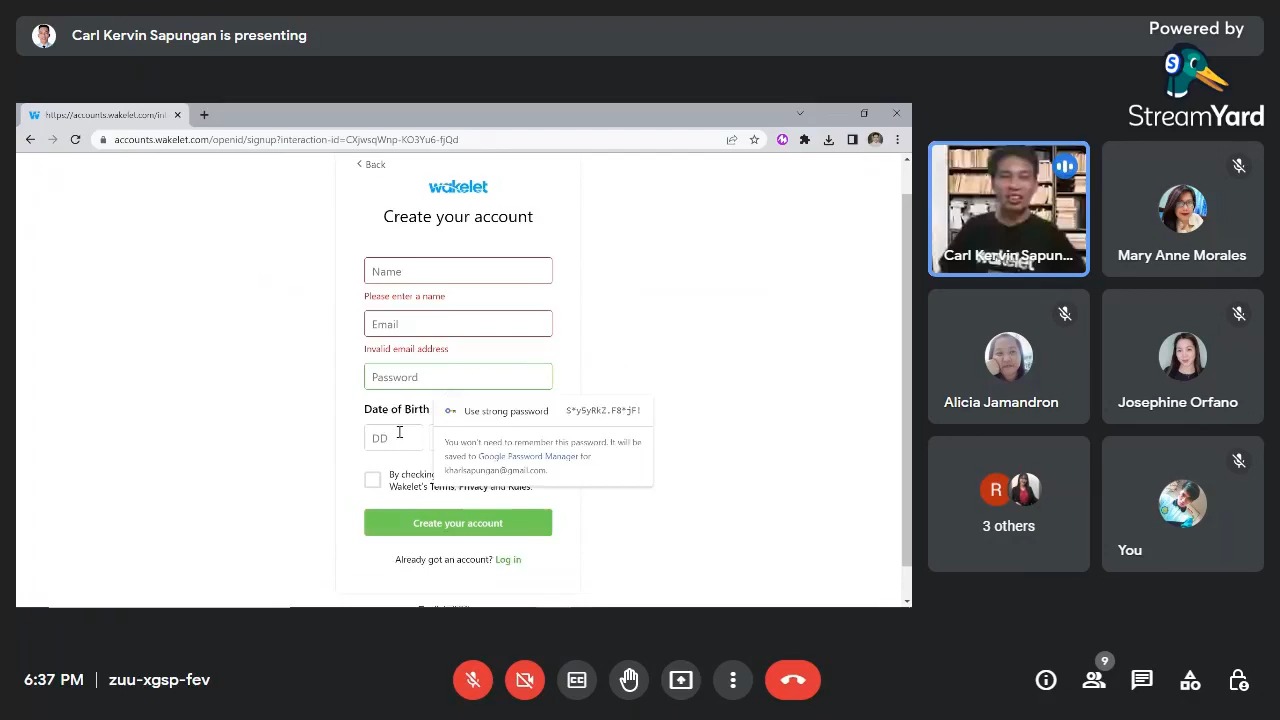 Carl Kervin Sapungan is presenting
Powered by
StreamYard
https://accounts.wakelet.com/in
accounts.wakelet.com/openid/signup?interaction-id=CXjwsqWnp-KO3Yu6-fjQd
Back
wakelet
Create your account
Name
Please enter a name
Email
Invalid email address
Password
Date of Birth
Use strong password S*y5yRkZ.F8*jF!
DD
You won't need to remember this password. It will be
saved to Google Password Manager for
kharlsapungan@gmail.com.
By checking
Wakelet's Terms, Privacy and Rules.
Create your account
Already got an account? Log in
Carl Kervin Sapun...
wakelet
Mary Anne Morales
Alicia Jamandron
Josephine Orfano
R
3 others
You
6:37 PM | zuu-xgsp-fev
9